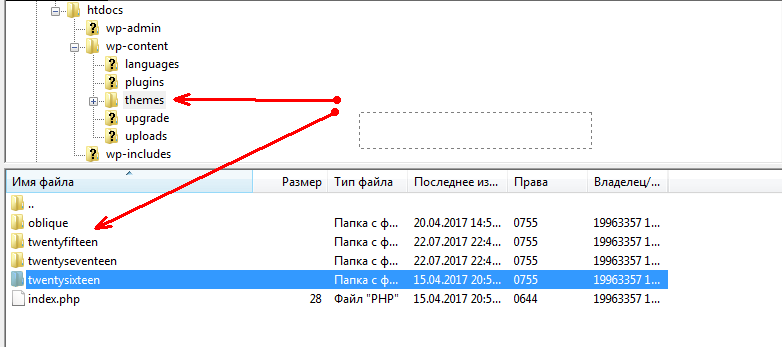 htdocs
wp-admin
wp-content
languages
plugins
themes
upgrade
uploads
wp-includes
Имя файла Размер Тип файла Последнее из... Права Владелец/...
..
oblique Папка с ф... 20.04.2017 14:5... 0755 19963357 1...
twentyfifteen Папка с ф... 22.07.2017 22:4... 0755 19963357 1...
twentyseventeen Папка с ф... 22.07.2017 22:4... 0755 19963357 1...
twentysixteen Папка с ф... 15.04.2017 20:5... 0755 19963357 1...
index.php 28 Файл "PHP" 15.04.2017 20:5... 0644 19963357 1...